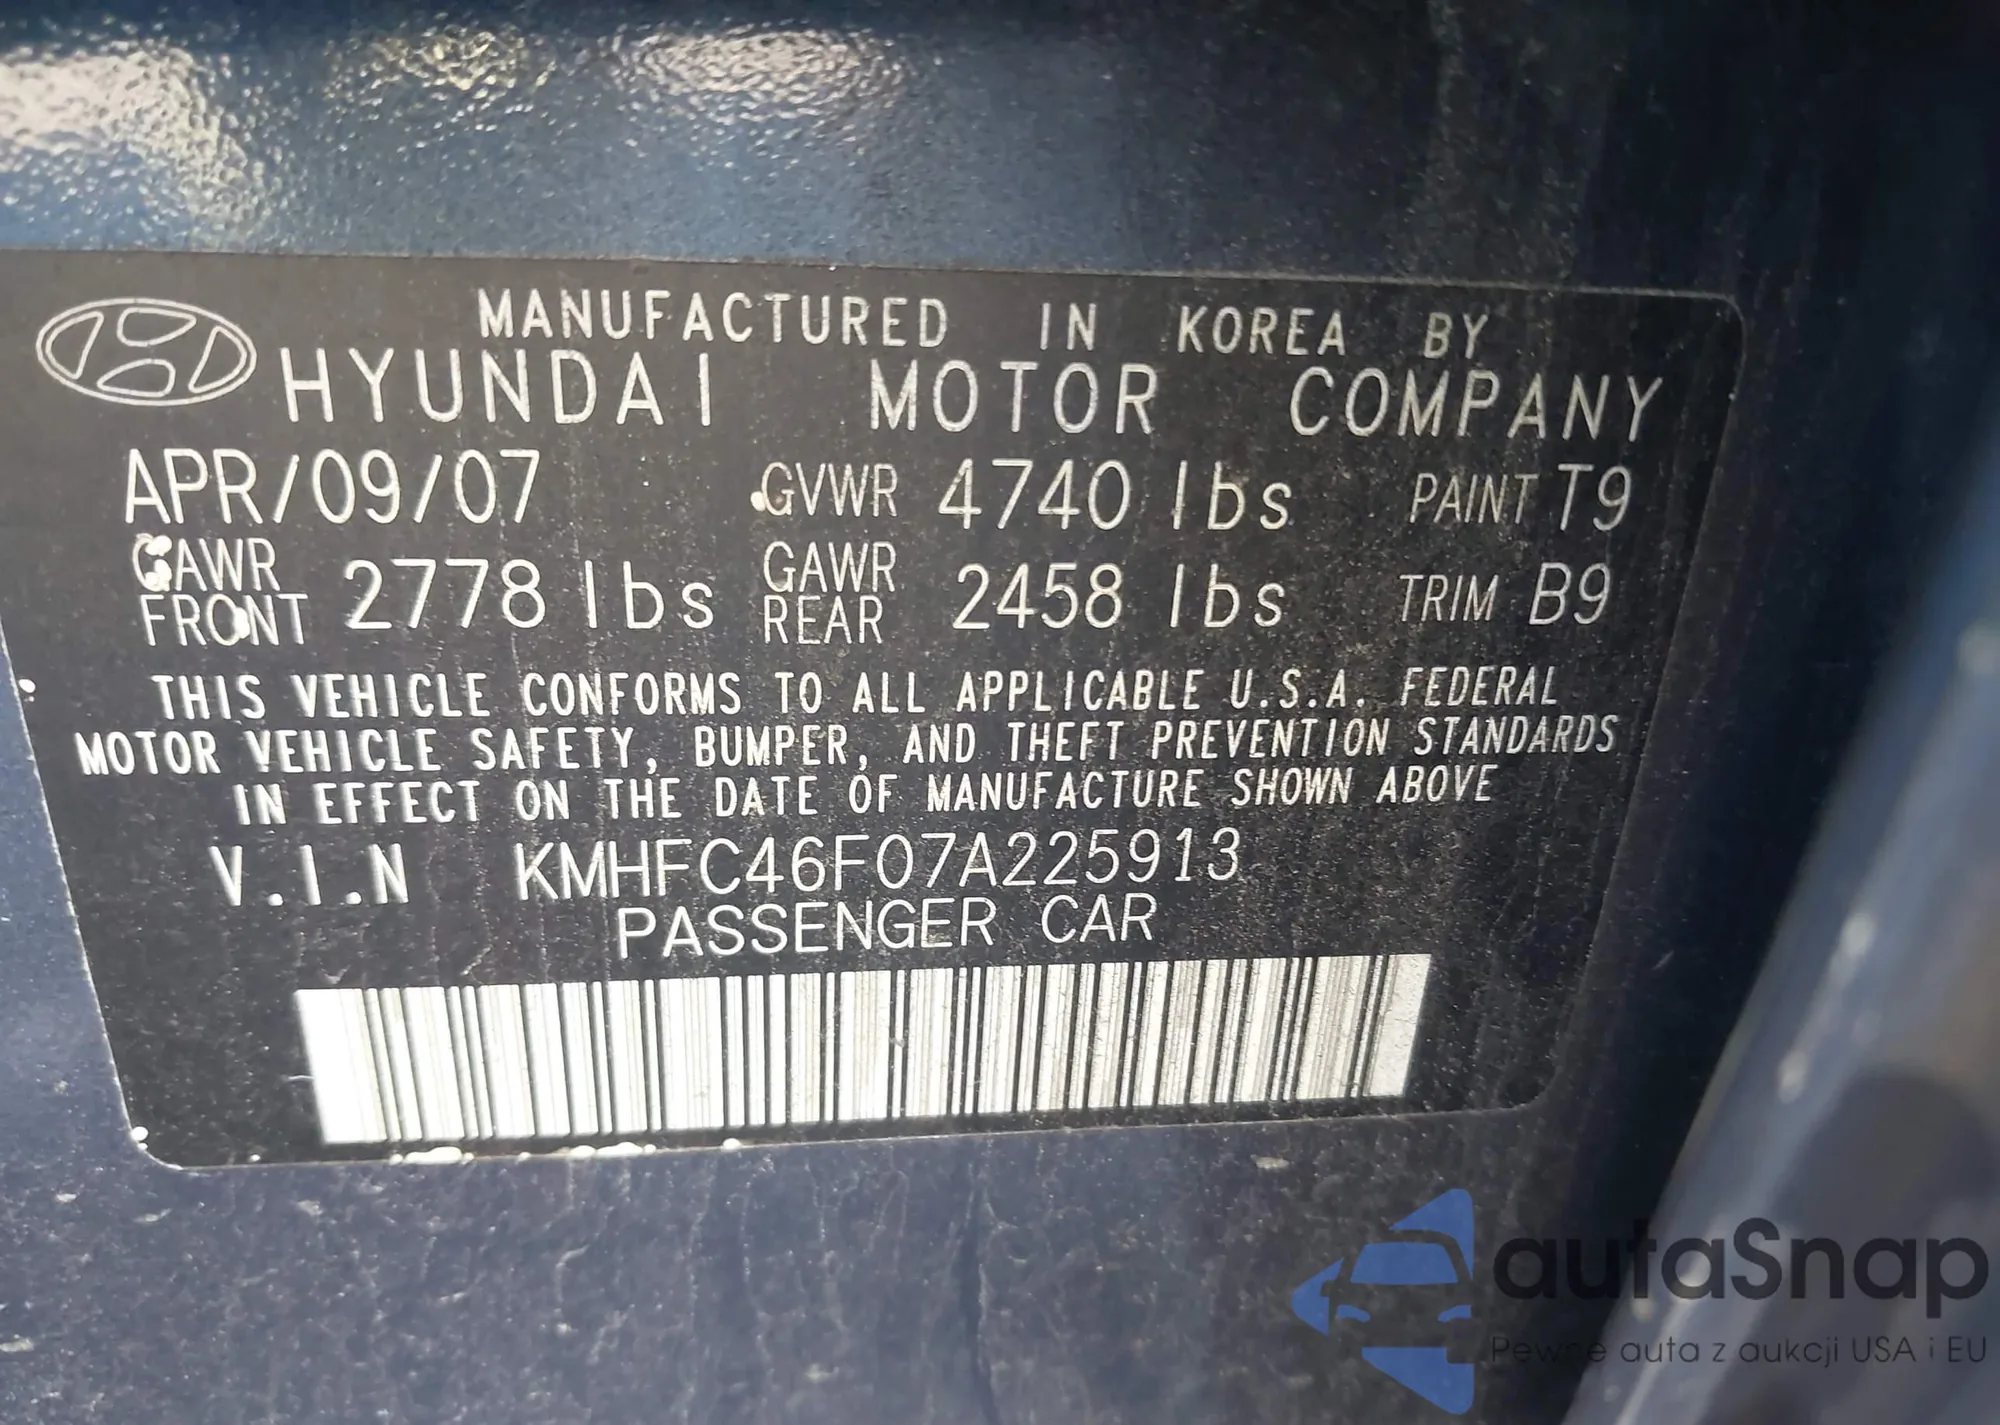 MANUFACTURED IN KOREA BY
HYUNDAI MOTOR COMPANY
APR/09/07 GVWR 4740 lbs PAINT T9
GAWR FRONT 2778 lbs GAWR REAR 2458 lbs TRIM B9
THIS VEHICLE CONFORMS TO ALL APPLICABLE U.S.A. FEDERAL
MOTOR VEHICLE SAFETY, BUMPER, AND THEFT PREVENTION STANDARDS
IN EFFECT ON THE DATE OF MANUFACTURE SHOWN ABOVE
V.I.N KMHFC46F07A225913
PASSENGER CAR
autaSnap
Pewne auta z aukcji USA i EU